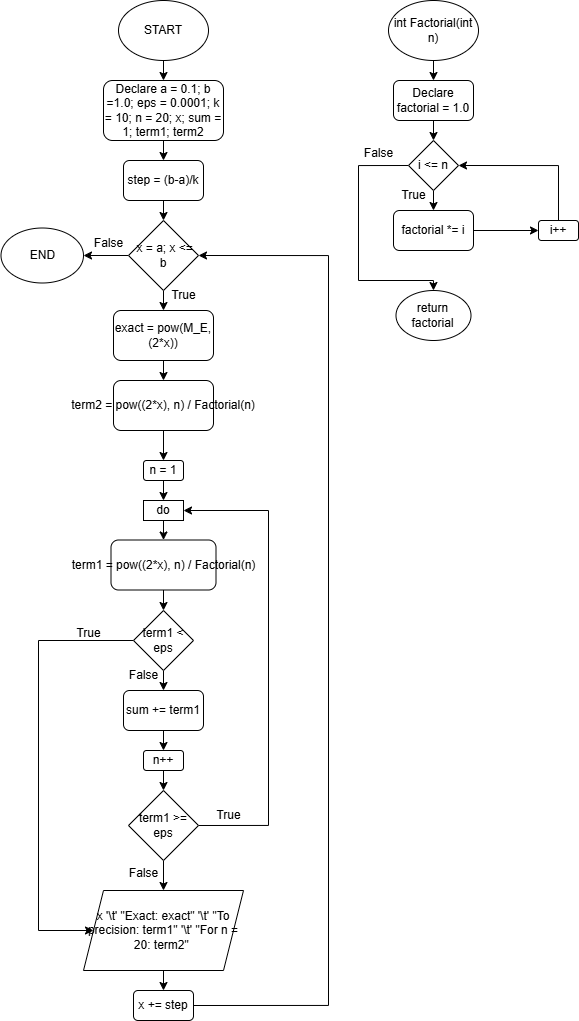 START
Declare a = 0.1; b
=1.0; eps = 0.0001; k
= 10; n = 20; x; sum =
1; term1; term2
step = (b-a)/k
x = a; x <=
b
False
END
True
exact = pow(M_E,
(2*x))
term2 = pow((2*x), n) / Factorial(n)
n = 1
do
term1 = pow((2*x), n) / Factorial(n)
term1 <
eps
True
False
sum += term1
n++
term1 >=
eps
True
False
x '\t' "Exact: exact" '\t' "To
precision: term1" '\t' "For n =
20: term2"
x += step
int Factorial(int
n)
Declare
factorial = 1.0
i <= n
False
True
factorial *= i
i++
return
factorial